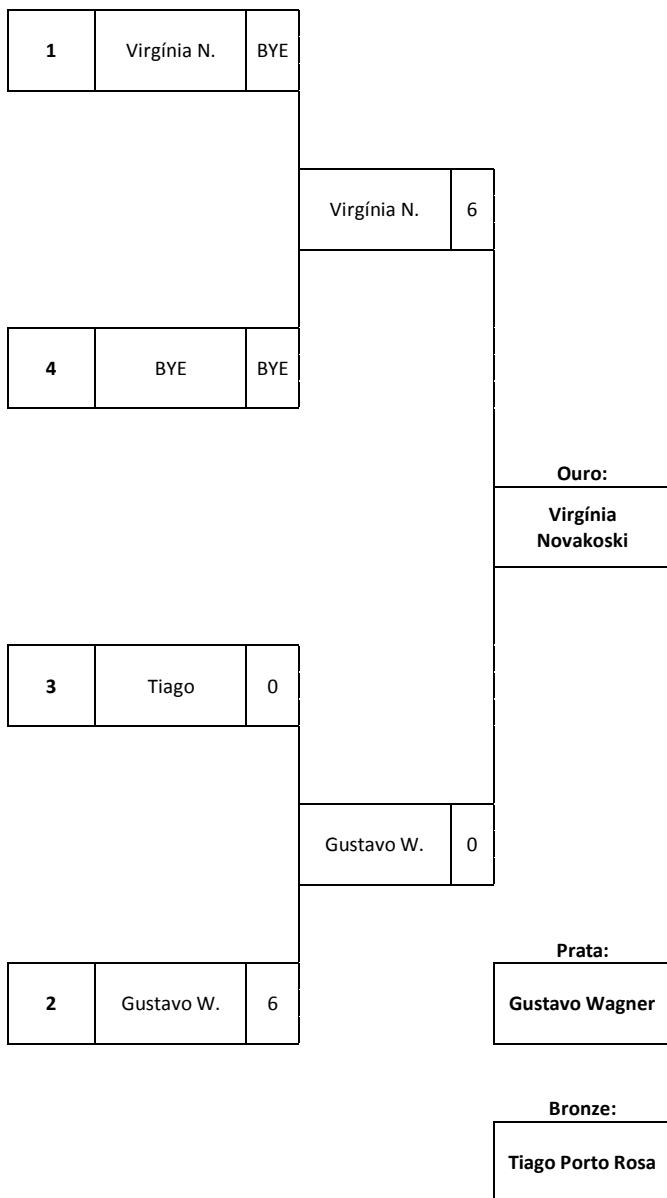 1 Virgínia N. BYE
Virgínia N. 6
4 BYE BYE
Ouro:
Virgínia
Novakoski
3 Tiago 0
Gustavo W. 0
Prata:
2 Gustavo W. 6
Gustavo Wagner
Bronze:
Tiago Porto Rosa